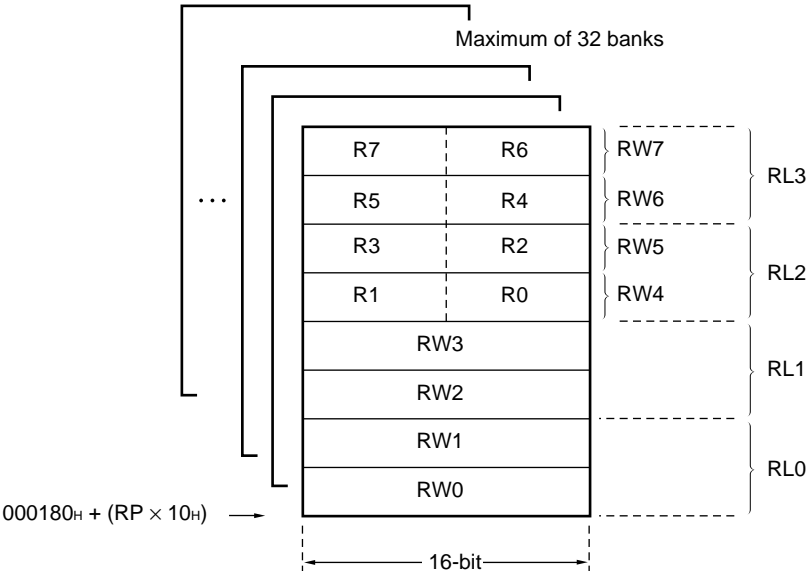 Maximum of 32 banks
R7 R6 RW7
RL3
R5 R4 RW6
...
R3 R2 RW5
RL2
R1 R0 RW4
RW3
RL1
RW2
RW1
RL0
RW0
000180H + (RP × 10H)
16-bit